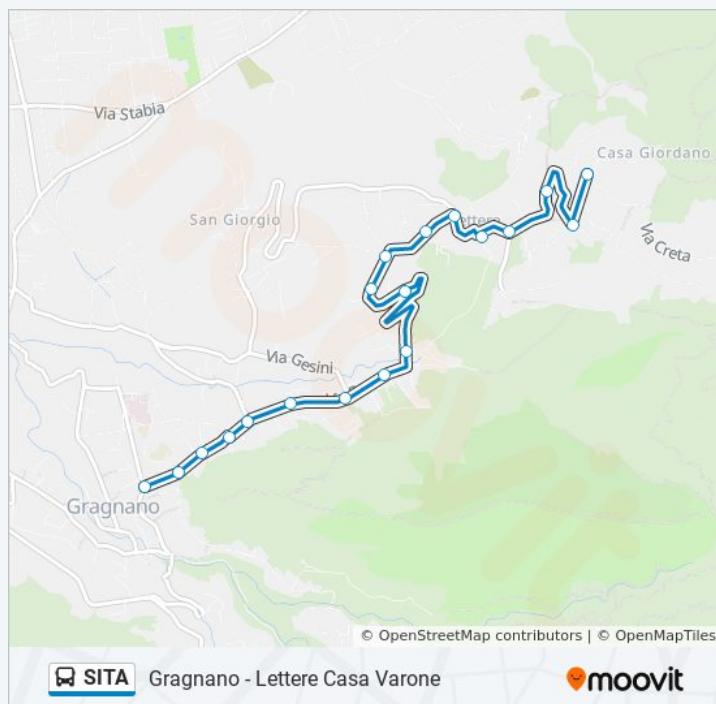 Via Stabia
Casa Giordano
San Giorgio
Lettere
Via Creta
Via Gesini
Gragnano
© OpenStreetMap contributors | © OpenMapTiles
SITA
Gragnano - Lettere Casa Varone
moovit